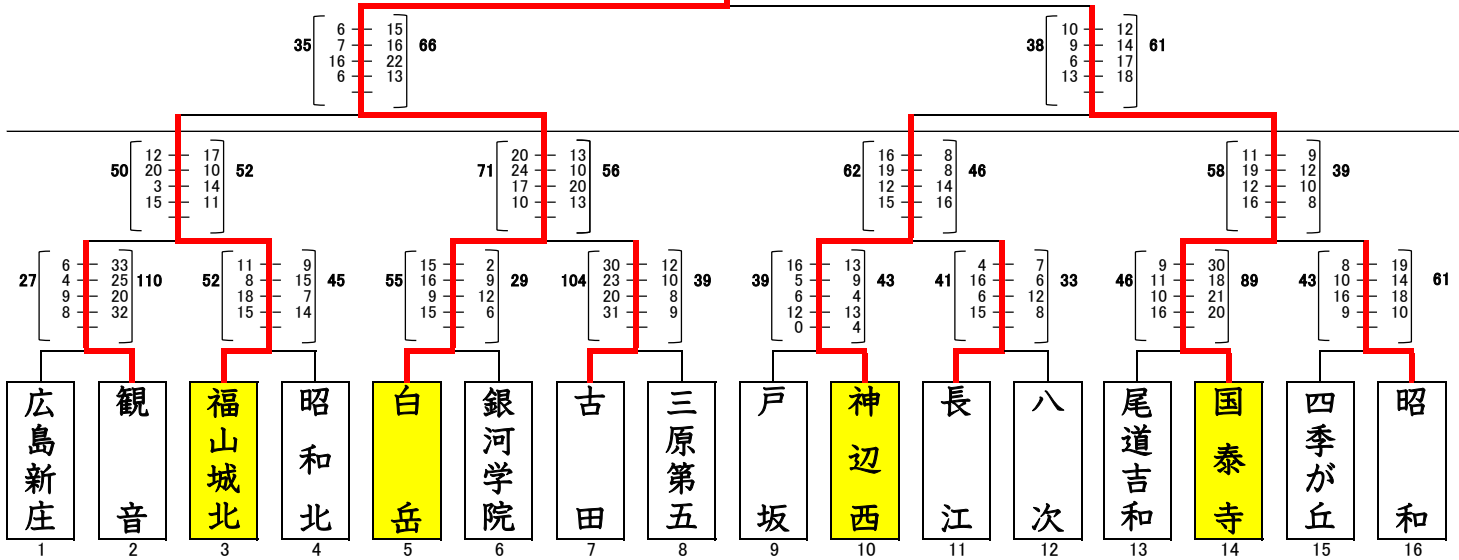 35 6 15 66
7 16
16 22
6 13
38 10 12 61
9 14
6 17
13 18
50 12 17 52
20 10
3 14
15 11
71 20 13 56
24 10
17 20
10 13
62 16 8 46
19 8
12 14
15 16
58 11 9 39
19 12
12 10
16 8
27 6 33 110
4 25
9 20
8 32
52 11 9 45
8 15
18 7
15 14
55 15 2 29
16 9
9 12
15 6
104 30 12 39
23 10
20 8
31 9
39 16 13 43
5 9
6 4
12 13
0 4
41 4 7 33
16 6
6 12
15 8
46 9 30 89
11 18
10 21
16 20
43 8 19 61
10 14
16 18
9 10
広島新庄
観音
福山城北
昭和北
白岳
銀河学院
古田
三原第五
戸坂
神辺西
長江
八次
尾道吉和
国泰寺
四季が丘
昭和
1 2 3 4 5 6 7 8 9 10 11 12 13 14 15 16